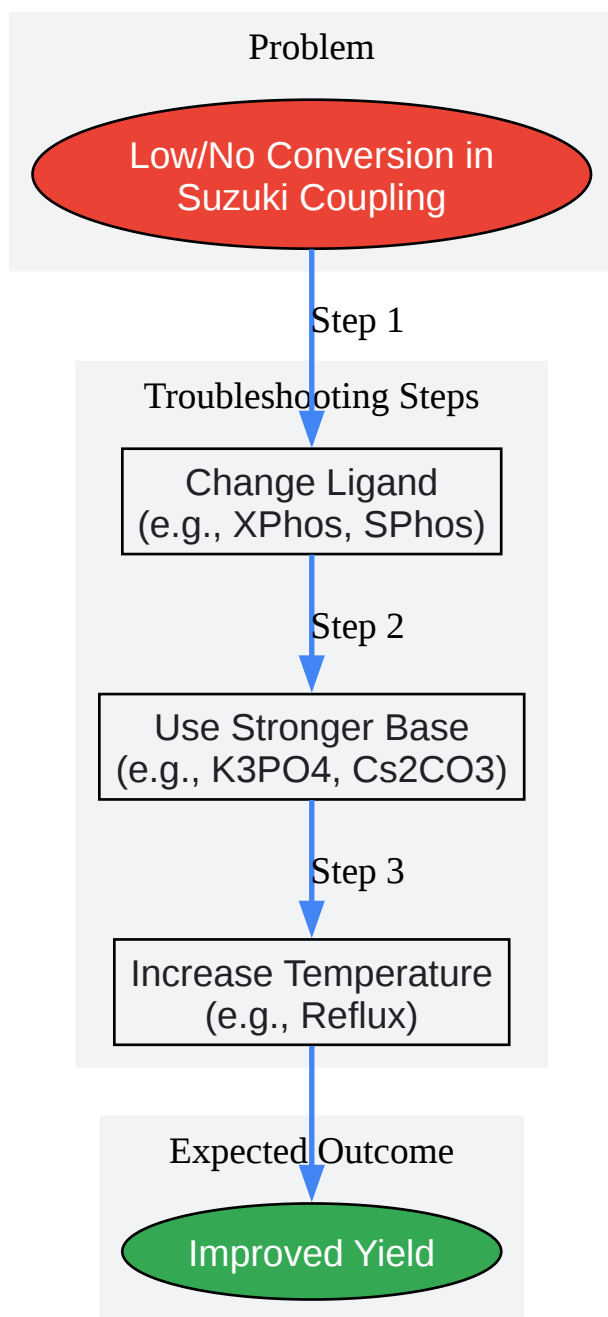 Problem
Low/No Conversion in
Suzuki Coupling
Step 1
Troubleshooting Steps
Change Ligand
(e.g., XPhos, SPhos)
Step 2
Use Stronger Base
(e.g., K3PO4, Cs2CO3)
Step 3
Increase Temperature
(e.g., Reflux)
Expected Outcome
Improved Yield